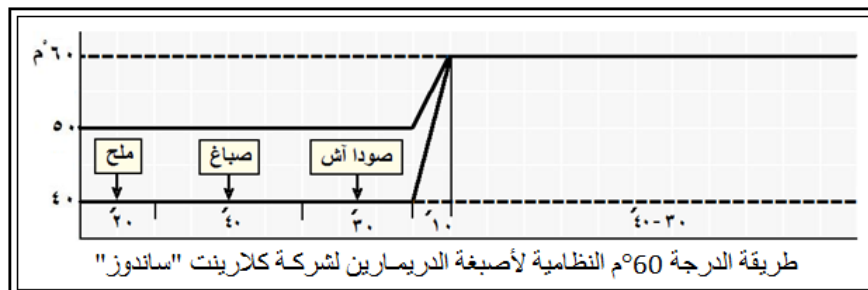 ٦٠°م
٥٠
ملح
صباغ
صودا آش
٤٠
٢٠َ
٤٠َ
٣٠َ
١٠َ
٣٠-٤٠َ
طريقة الدرجة 60°م النظامية لأصبغة الدريمارين لشركة كلارينت "ساندوز"